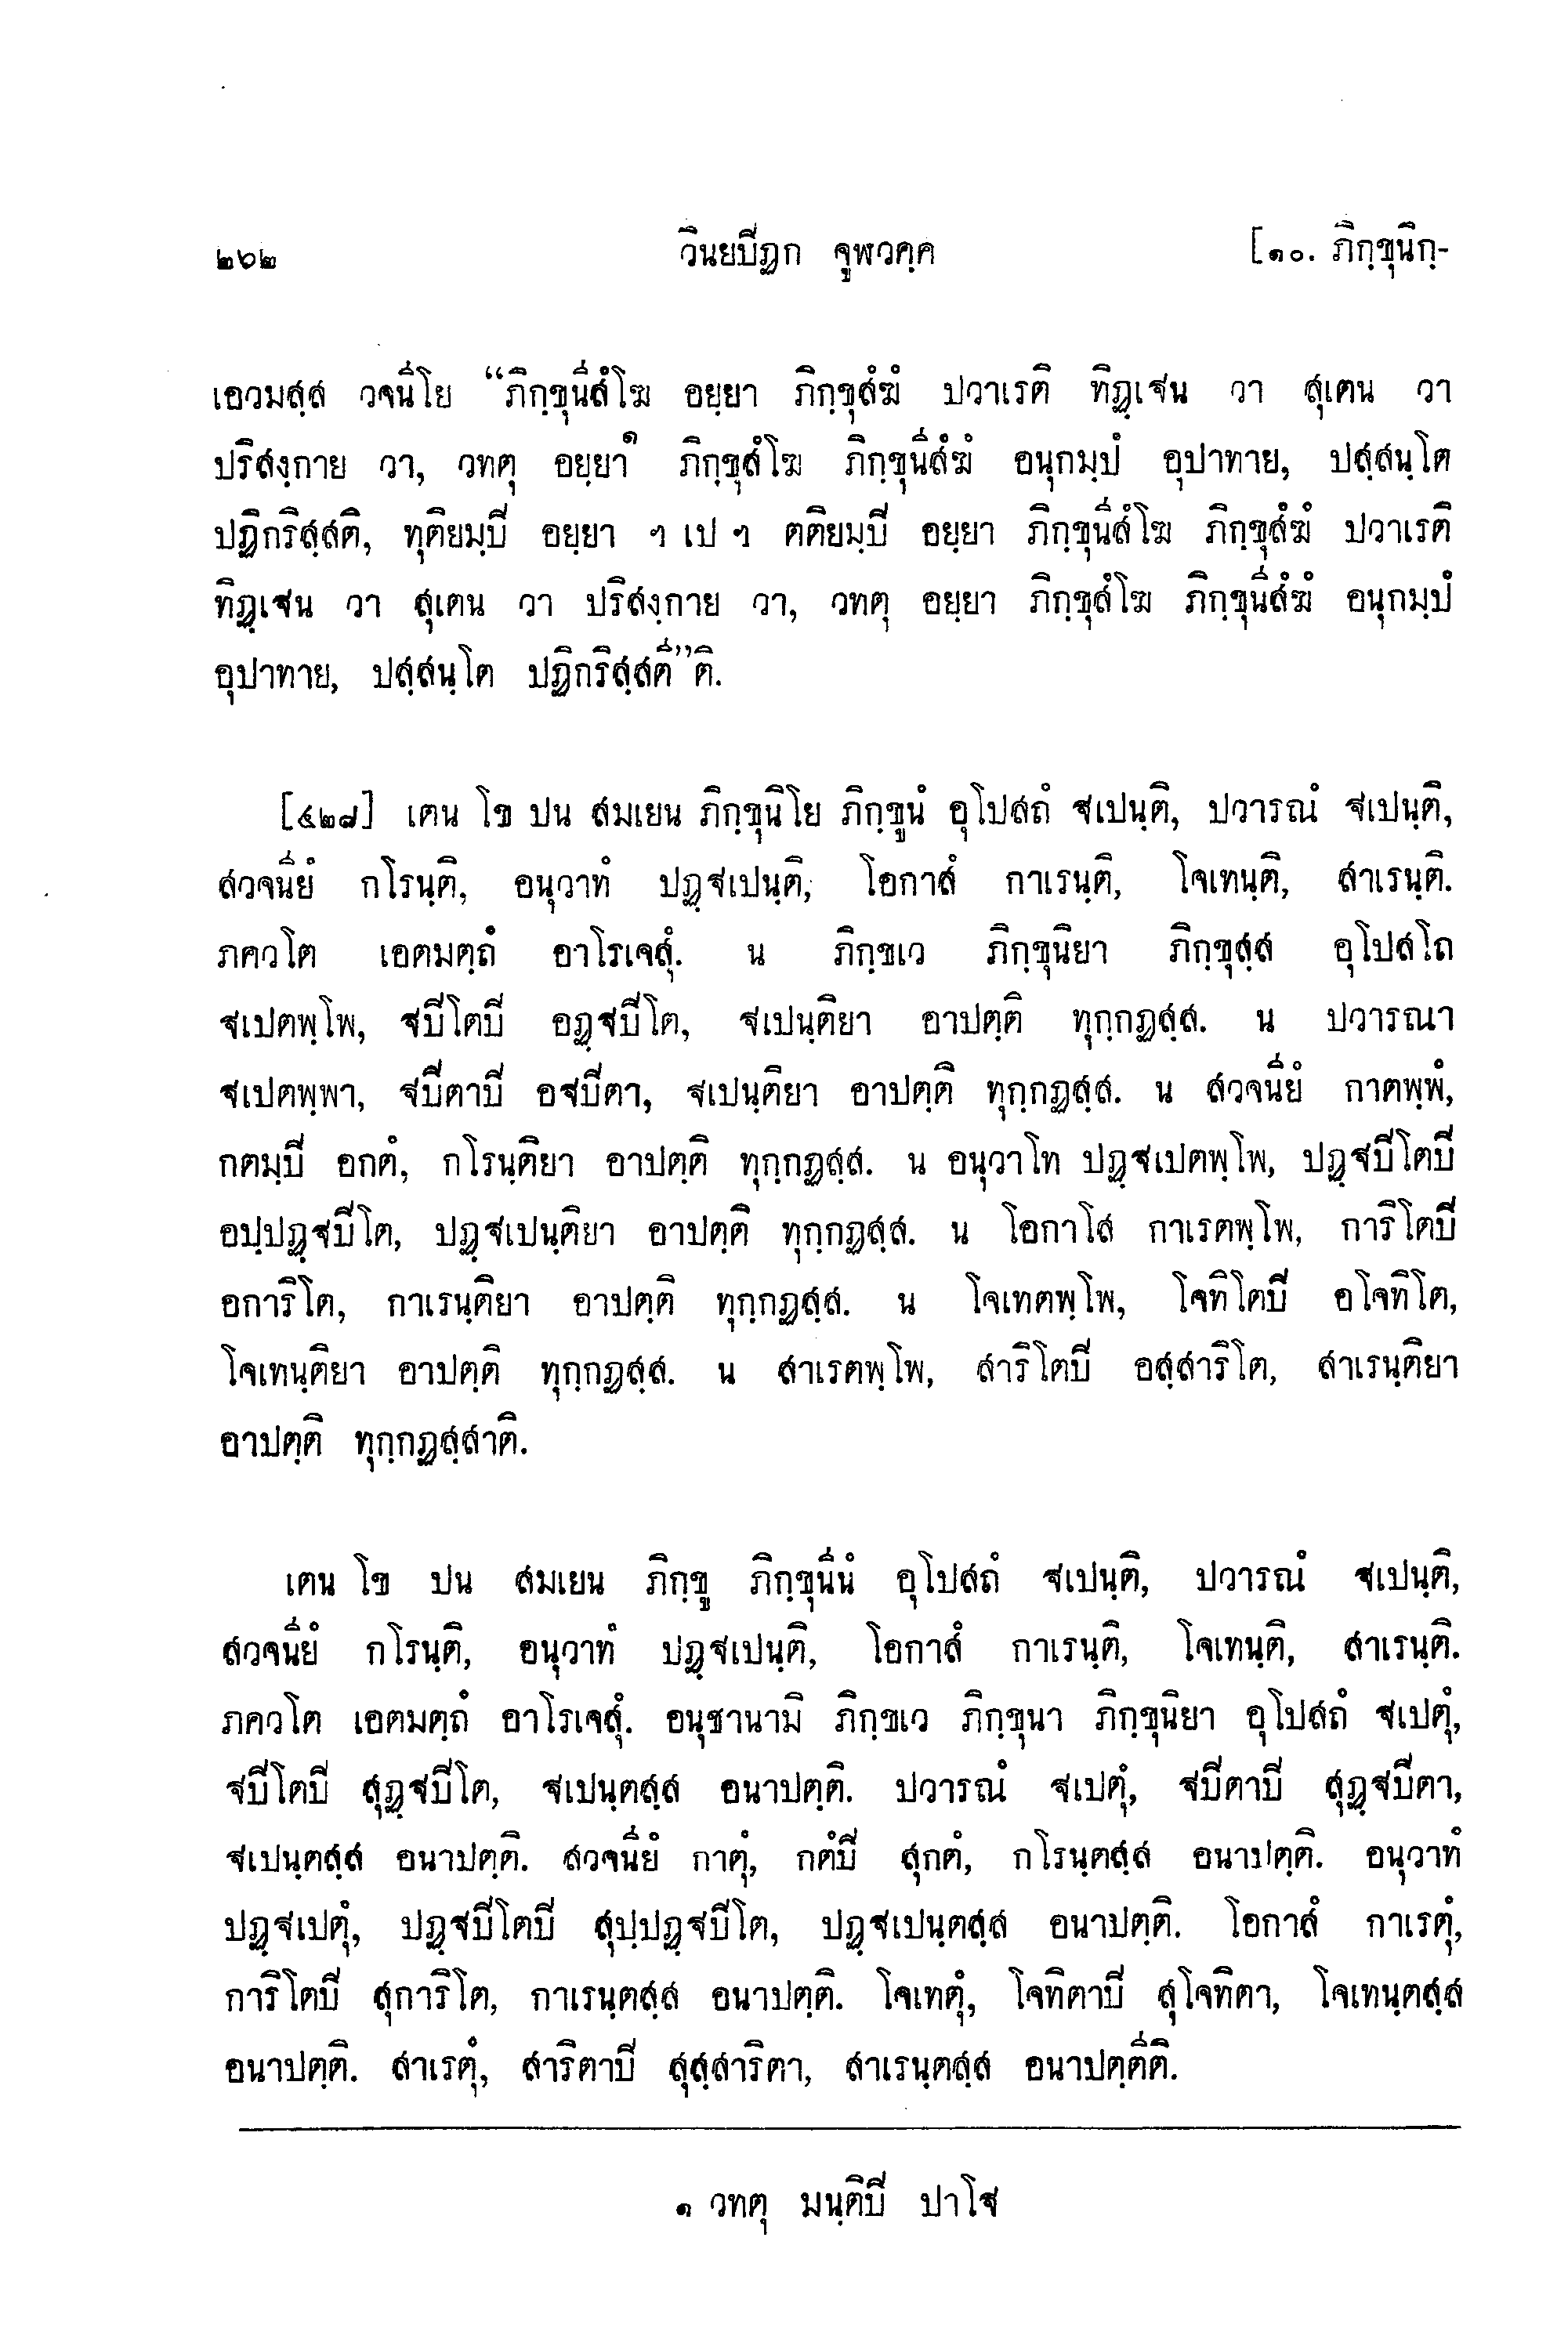 ๒๖๒ วินยปิฏก จูฬวคฺค [๑๐. ภิกฺขุนิกฺ-
เอวมสฺส วจนีโย “ภิกฺขุนีสํโฆ อยฺยา ภิกฺขุสํฆํ ปวาเรติ ทิฏฺเฐน วา สุเตน วา
ปริสงฺกาย วา, วทตุ อยฺยา๑ ภิกฺขุสํโฆ ภิกฺขุนีสํฆํ อนุกมฺปํ อุปาทาย, ปสฺสนฺโต
ปฏิกริสฺสติ, ทุติยมฺปิ อยฺยา ฯ เป ฯ ตติยมฺปิ อยฺยา ภิกฺขุนีสํโฆ ภิกฺขุสํฆํ ปวาเรติ
ทิฏฺเฐน วา สุเตน วา ปริสงฺกาย วา, วทตุ อยฺยา ภิกฺขุสํโฆ ภิกฺขุนีสํฆํ อนุกมฺปํ
อุปาทาย, ปสฺสนฺโต ปฏิกริสฺสตี”ติ.
[๕๒๘] เตน โข ปน สมเยน ภิกฺขุนิโย ภิกฺขูนํ อุโปสถํ ฐเปนฺติ, ปวารณํ ฐเปนฺติ,
สวจนียํ กโรนฺติ, อนุวาทํ ปฏฺฐเปนฺติ, โอกาสํ กาเรนฺติ, โจเทนฺติ, สาเรนฺติ.
ภควโต เอตมตฺถํ อาโรเจสุํ. น ภิกฺขเว ภิกฺขุนิยา ภิกฺขุสฺส อุโปสโถ
ฐเปตพฺโพ, ฐปิโตปิ อฏฺฐปิโต, ฐเปนฺติยา อาปตฺติ ทุกฺกฏสฺส. น ปวารณา
ฐเปตพฺพา, ฐปิตาปิ อฐปิตา, ฐเปนฺติยา อาปตฺติ ทุกฺกฏสฺส. น สวจนียํ กาตพฺพํ,
กตมฺปิ อกตํ, กโรนฺติยา อาปตฺติ ทุกฺกฏสฺส. น อนุวาโท ปฏฺฐเปตพฺโพ, ปฏฺฐปิโตปิ
อปฺปฏฺฐปิโต, ปฏฺฐเปนฺติยา อาปตฺติ ทุกฺกฏสฺส. น โอกาโส กาเรตพฺโพ, การิโตปิ
อการิโต, กาเรนฺติยา อาปตฺติ ทุกฺกฏสฺส. น โจเทตพฺโพ, โจทิโตปิ อโจทิโต,
โจเทนฺติยา อาปตฺติ ทุกฺกฏสฺส. น สาเรตพฺโพ, สาริโตปิ อสฺสาริโต, สาเรนฺติยา
อาปตฺติ ทุกฺกฏสฺสาติ.
เตน โข ปน สมเยน ภิกฺขู ภิกฺขุนีนํ อุโปสถํ ฐเปนฺติ, ปวารณํ ฐเปนฺติ,
สวจนียํ กโรนฺติ, อนุวาทํ ปฏฺฐเปนฺติ, โอกาสํ กาเรนฺติ, โจเทนฺติ, สาเรนฺติ.
ภควโต เอตมตฺถํ อาโรเจสุํ. อนุชานามิ ภิกฺขเว ภิกฺขุนา ภิกฺขุนิยา อุโปสถํ ฐเปตุํ,
ฐปิโตปิ สุฏฺฐปิโต, ฐเปนฺตสฺส อนาปตฺติ. ปวารณํ ฐเปตุํ, ฐปิตาปิ สุฏฺฐปิตา,
ฐเปนฺตสฺส อนาปตฺติ. สวจนียํ กาตุํ, กตํปิ สุกตํ, กโรนฺตสฺส อนาปตฺติ. อนุวาทํ
ปฏฺฐเปตุํ, ปฏฺฐปิโตปิ สุปฺปฏฺฐปิโต, ปฏฺฐเปนฺตสฺส อนาปตฺติ. โอกาสํ กาเรตุํ,
การิโตปิ สุการิโต, กาเรนฺตสฺส อนาปตฺติ. โจเทตุํ, โจทิตาปิ สุโจทิตา, โจเทนฺตสฺส
อนาปตฺติ. สาเรตุํ, สาริตาปิ สุสฺสาริตา, สาเรนฺตสฺส อนาปตฺตีติ.
๑ วทตุ มนฺติปิ ปาโฐ